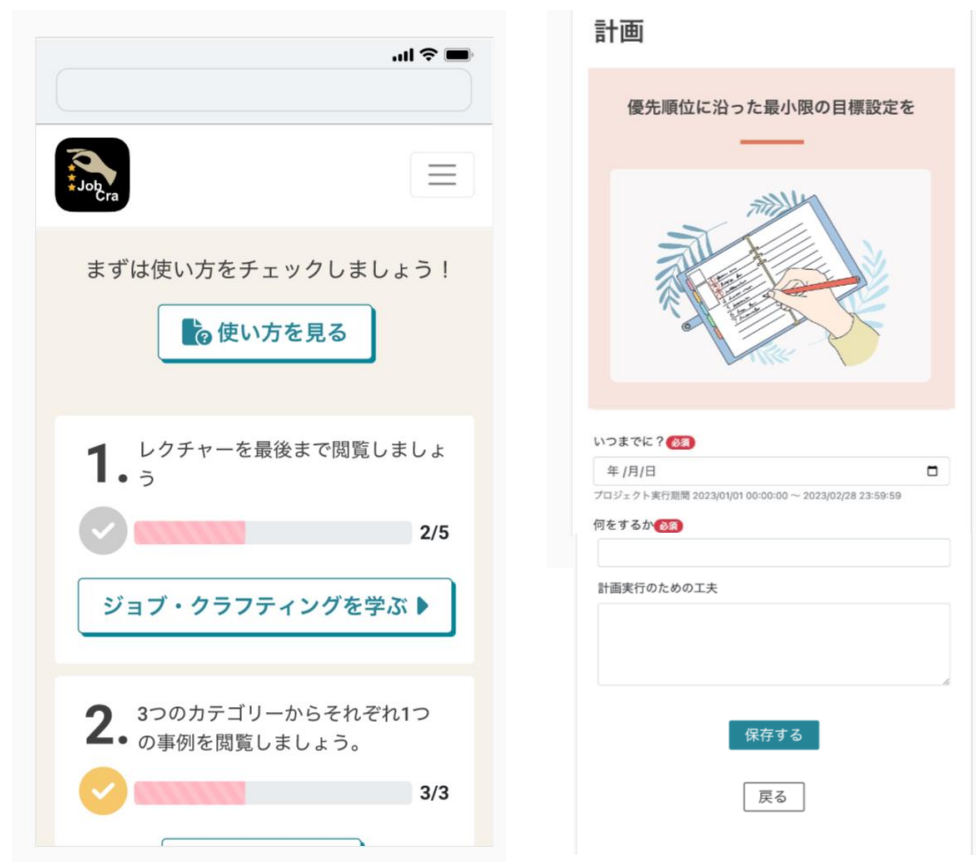 Job
Cra
まずは使い方をチェックしましょう！
使い方を見る
1. レクチャーを最後まで閲覧しましょ
う
2/5
ジョブ・クラフティングを学ぶ
2. 3つのカテゴリーからそれぞれ1つ
の事例を閲覧しましょう。
3/3
計画
優先順位に沿った最小限の目標設定を
いつまでに？ 必須
年 /月/日
プロジェクト実行期間 2023/01/01 00:00:00 ～ 2023/02/28 23:59:59
何をするか 必須
計画実行のための工夫
保存する
戻る